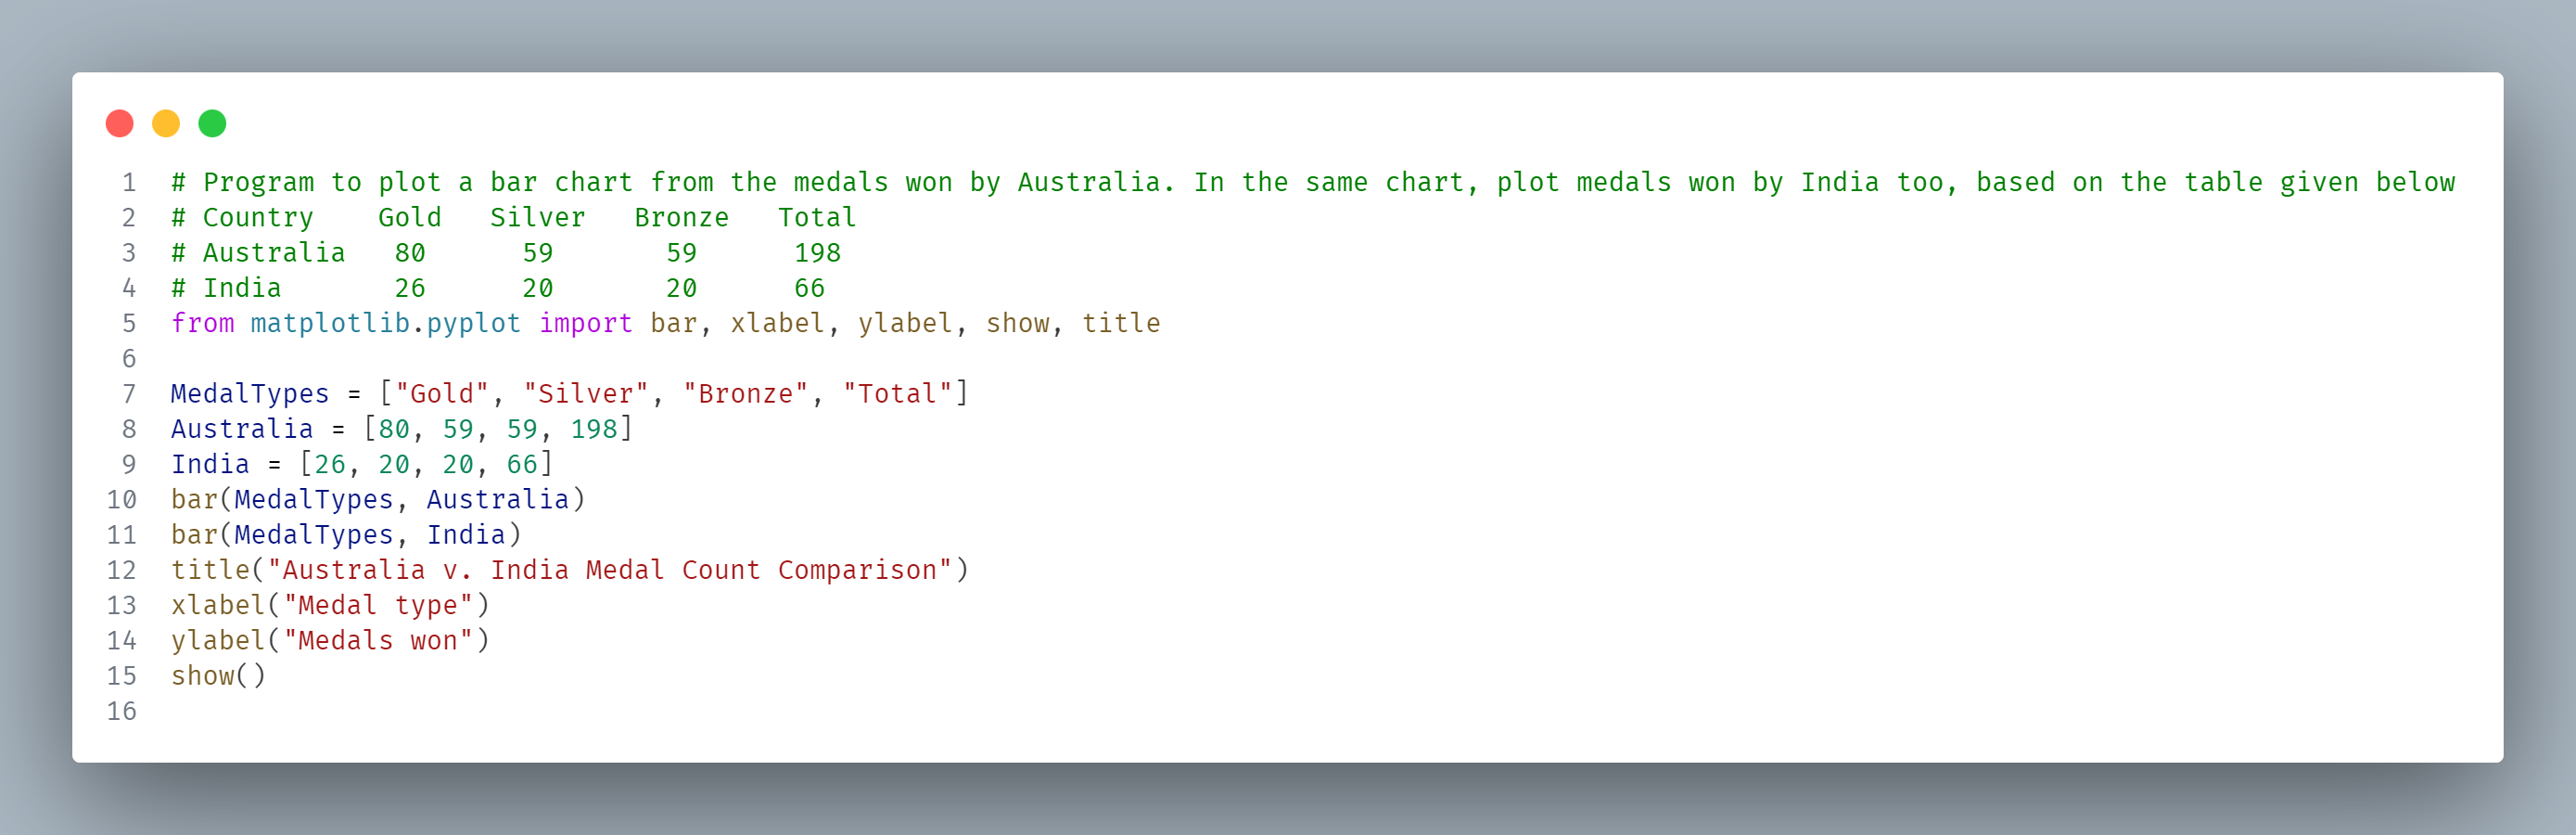 1 # Program to plot a bar chart from the medals won by Australia. In the same chart, plot medals won by India too, based on the table given below
2 # Country    Gold   Silver   Bronze   Total
3 # Australia   80      59       59      198
4 # India       26      20       20      66
5 from matplotlib.pyplot import bar, xlabel, ylabel, show, title
6
7 MedalTypes = ["Gold", "Silver", "Bronze", "Total"]
8 Australia = [80, 59, 59, 198]
9 India = [26, 20, 20, 66]
10 bar(MedalTypes, Australia)
11 bar(MedalTypes, India)
12 title("Australia v. India Medal Count Comparison")
13 xlabel("Medal type")
14 ylabel("Medals won")
15 show()
16